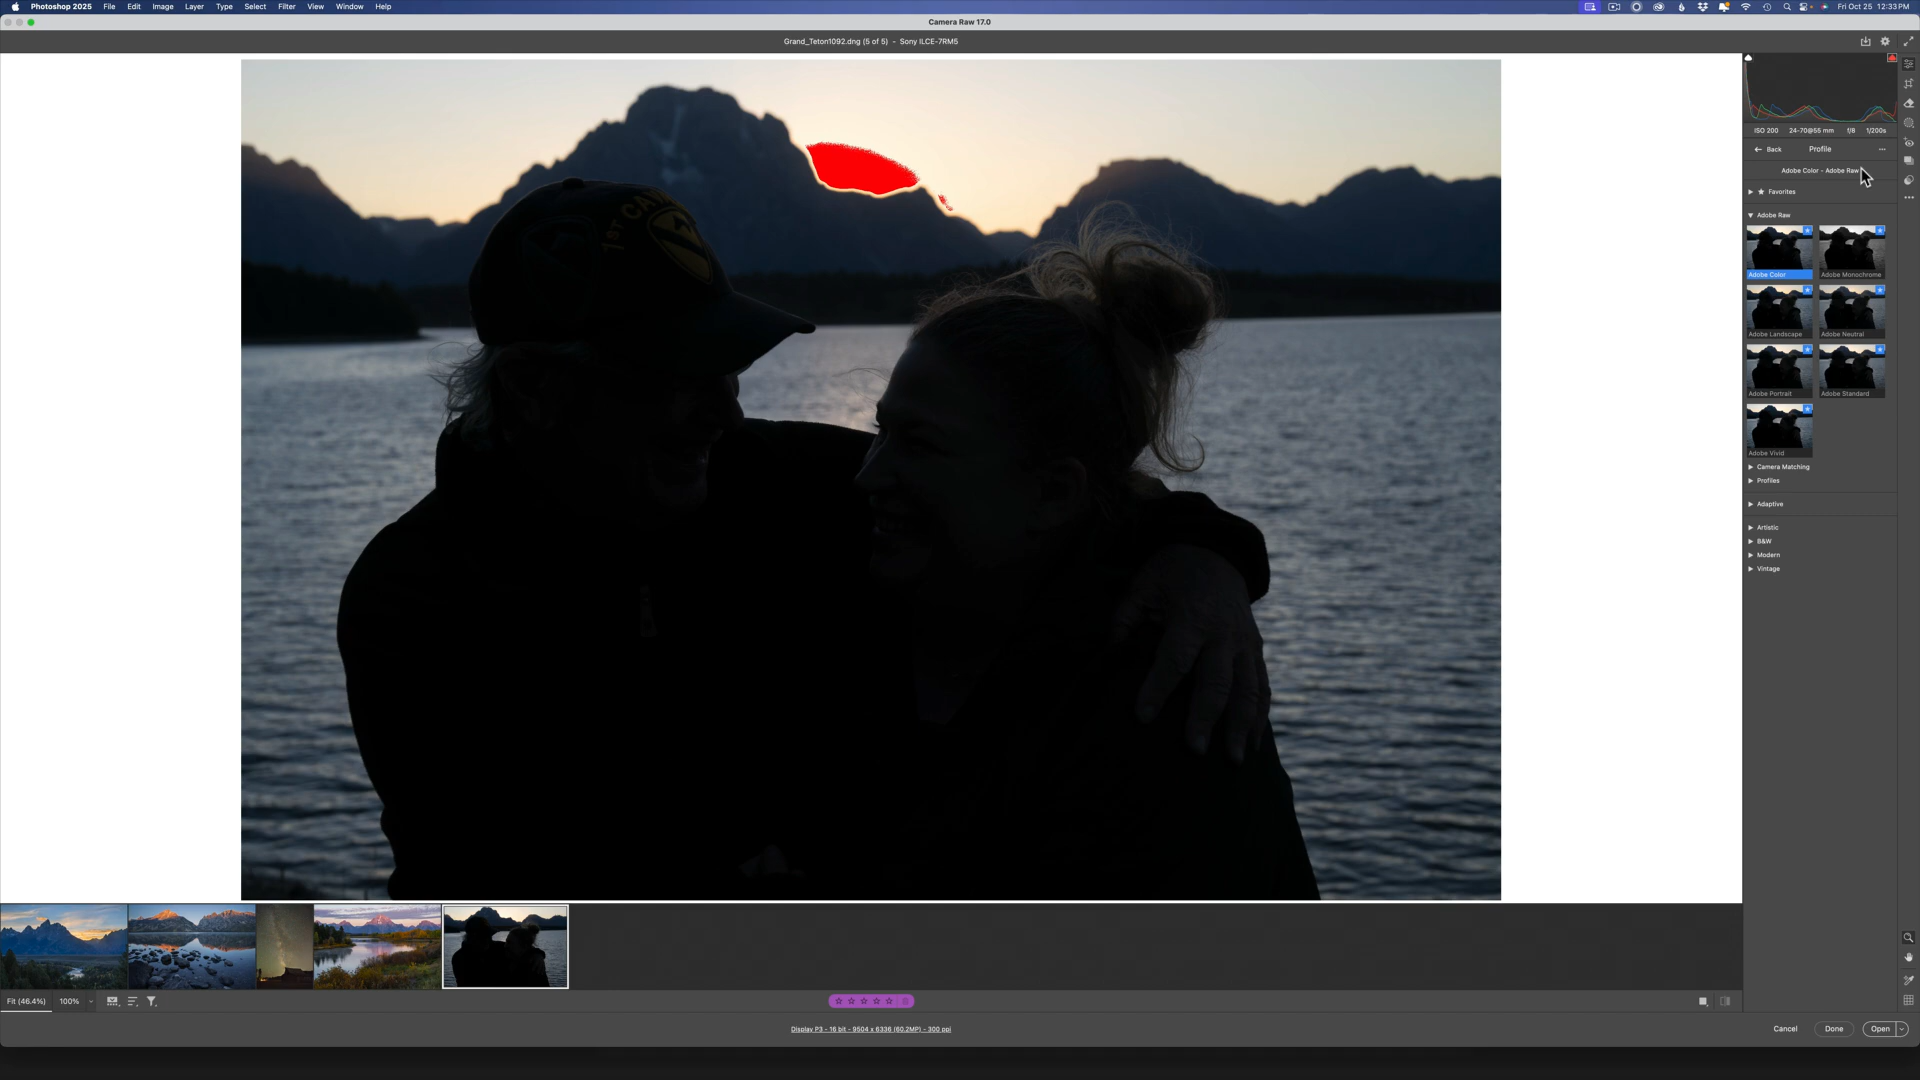 Photoshop 2025 File Edit Image Layer Type Select Filter View Window Help Fri Oct 25 12:33 PM
Camera Raw 17.0
Grand_Teton1092.dng (5 of 5) - Sony ILCE-7RM5
ISO 200 24-70@55 mm f/8 1/200s
Back Profile
Adobe Color - Adobe Raw
Favorites
Adobe Raw
Adobe Color Adobe Monochrome
Adobe Landscape Adobe Neutral
Adobe Portrait Adobe Standard
Adobe Vivid
Camera Matching
Profiles
Adaptive
Artistic
B&W
Modern
Vintage
1ST CAV
Fit (46.4%) 100%
Display P3 - 16 bit - 9504 x 6336 (60.2MP) - 300 ppi
Cancel Done Open